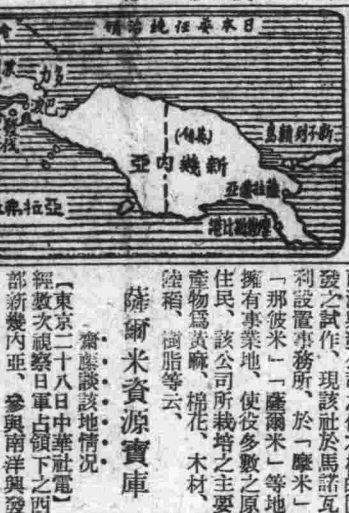 日本委任統治領
新不列顛島
(英領)
新幾內亞
薩拉摩亞
亞拉弗
發之試作、現該社於馬諾瓦
利設置事務所、於「摩米」
「那彼米」「薩爾米」等地
擁有事業地、使役多數之原
住民、該公司所栽培之主要
產物爲黃麻、棉花、木材、
陸稻、樹脂等云、
薩爾米資源寶庫
齋藤談該地情况
【東京二十八日中華社電】
經數次視察日軍占領下之西
部新幾內亞、參與南洋興發